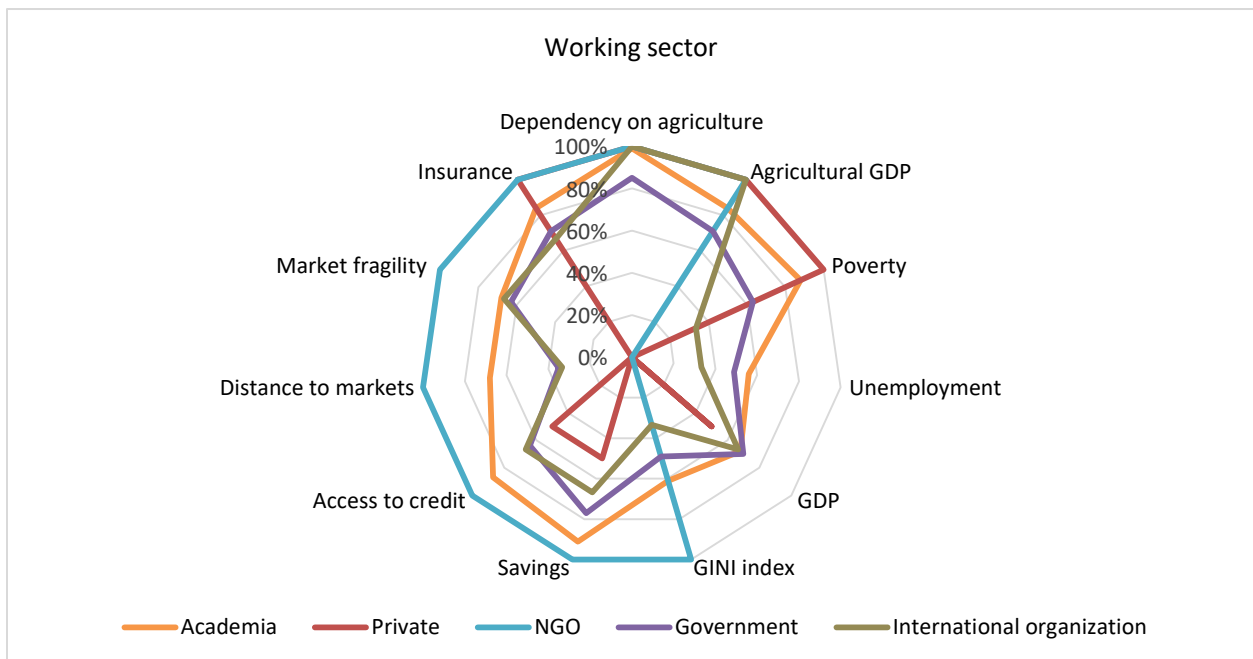 Working sector
Dependency on agriculture
100%
Insurance
Agricultural GDP
80%
60%
Market fragility
Poverty
40%
20%
0%
Distance to markets
Unemployment
Access to credit
GDP
Savings
GINI index
Academia
Private
NGO
Government
International organization